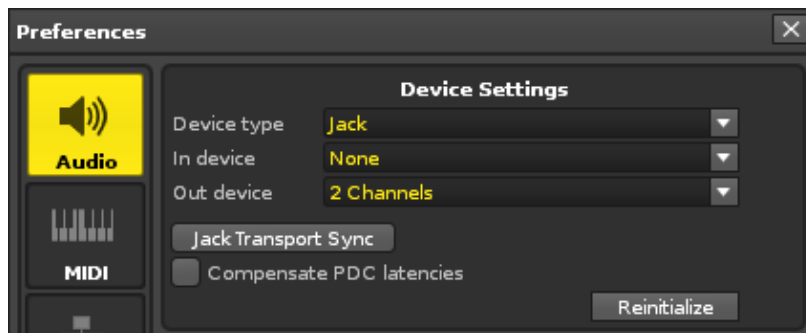 Preferences
Audio
MIDI
Device Settings
Device type Jack
In device None
Out device 2 Channels
Jack Transport Sync
Compensate PDC latencies
Reinitialize